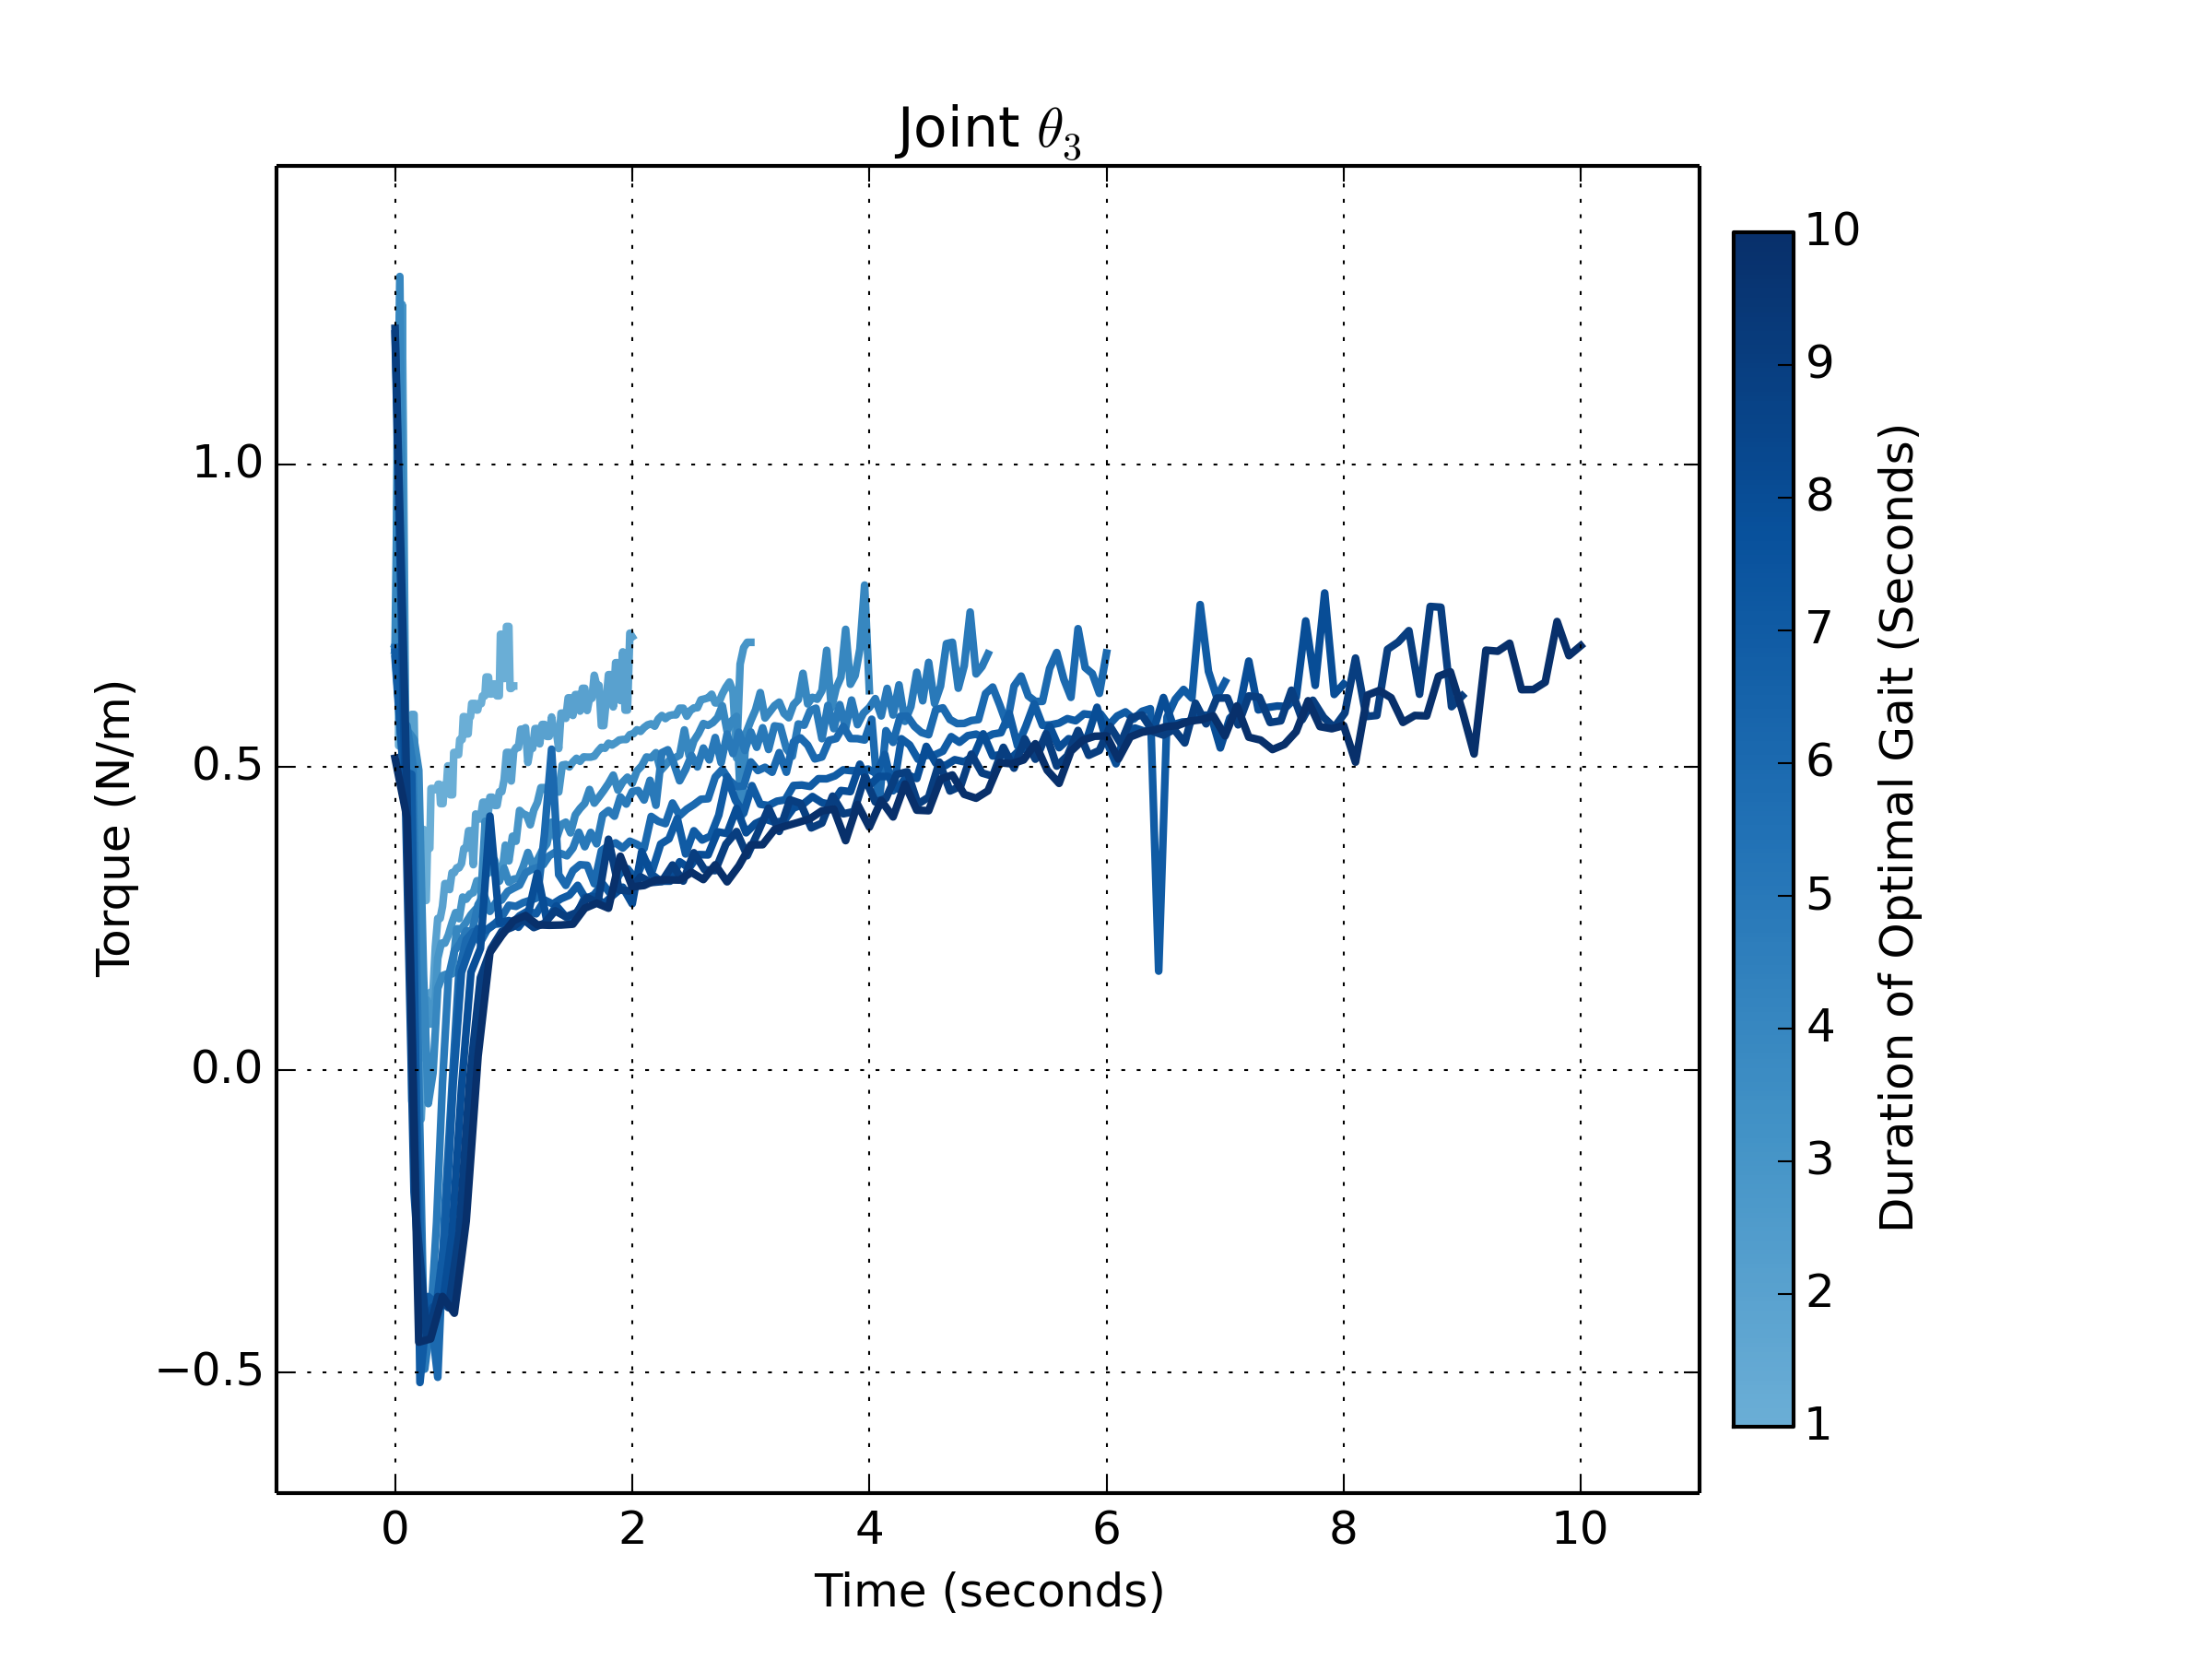 Joint θ₃
1.0
0.5
0.0
−0.5
Torque (N/m)
0 2 4 6 8 10
Time (seconds)
10
9
8
7
6
5
4
3
2
1
Duration of Optimal Gait (Seconds)